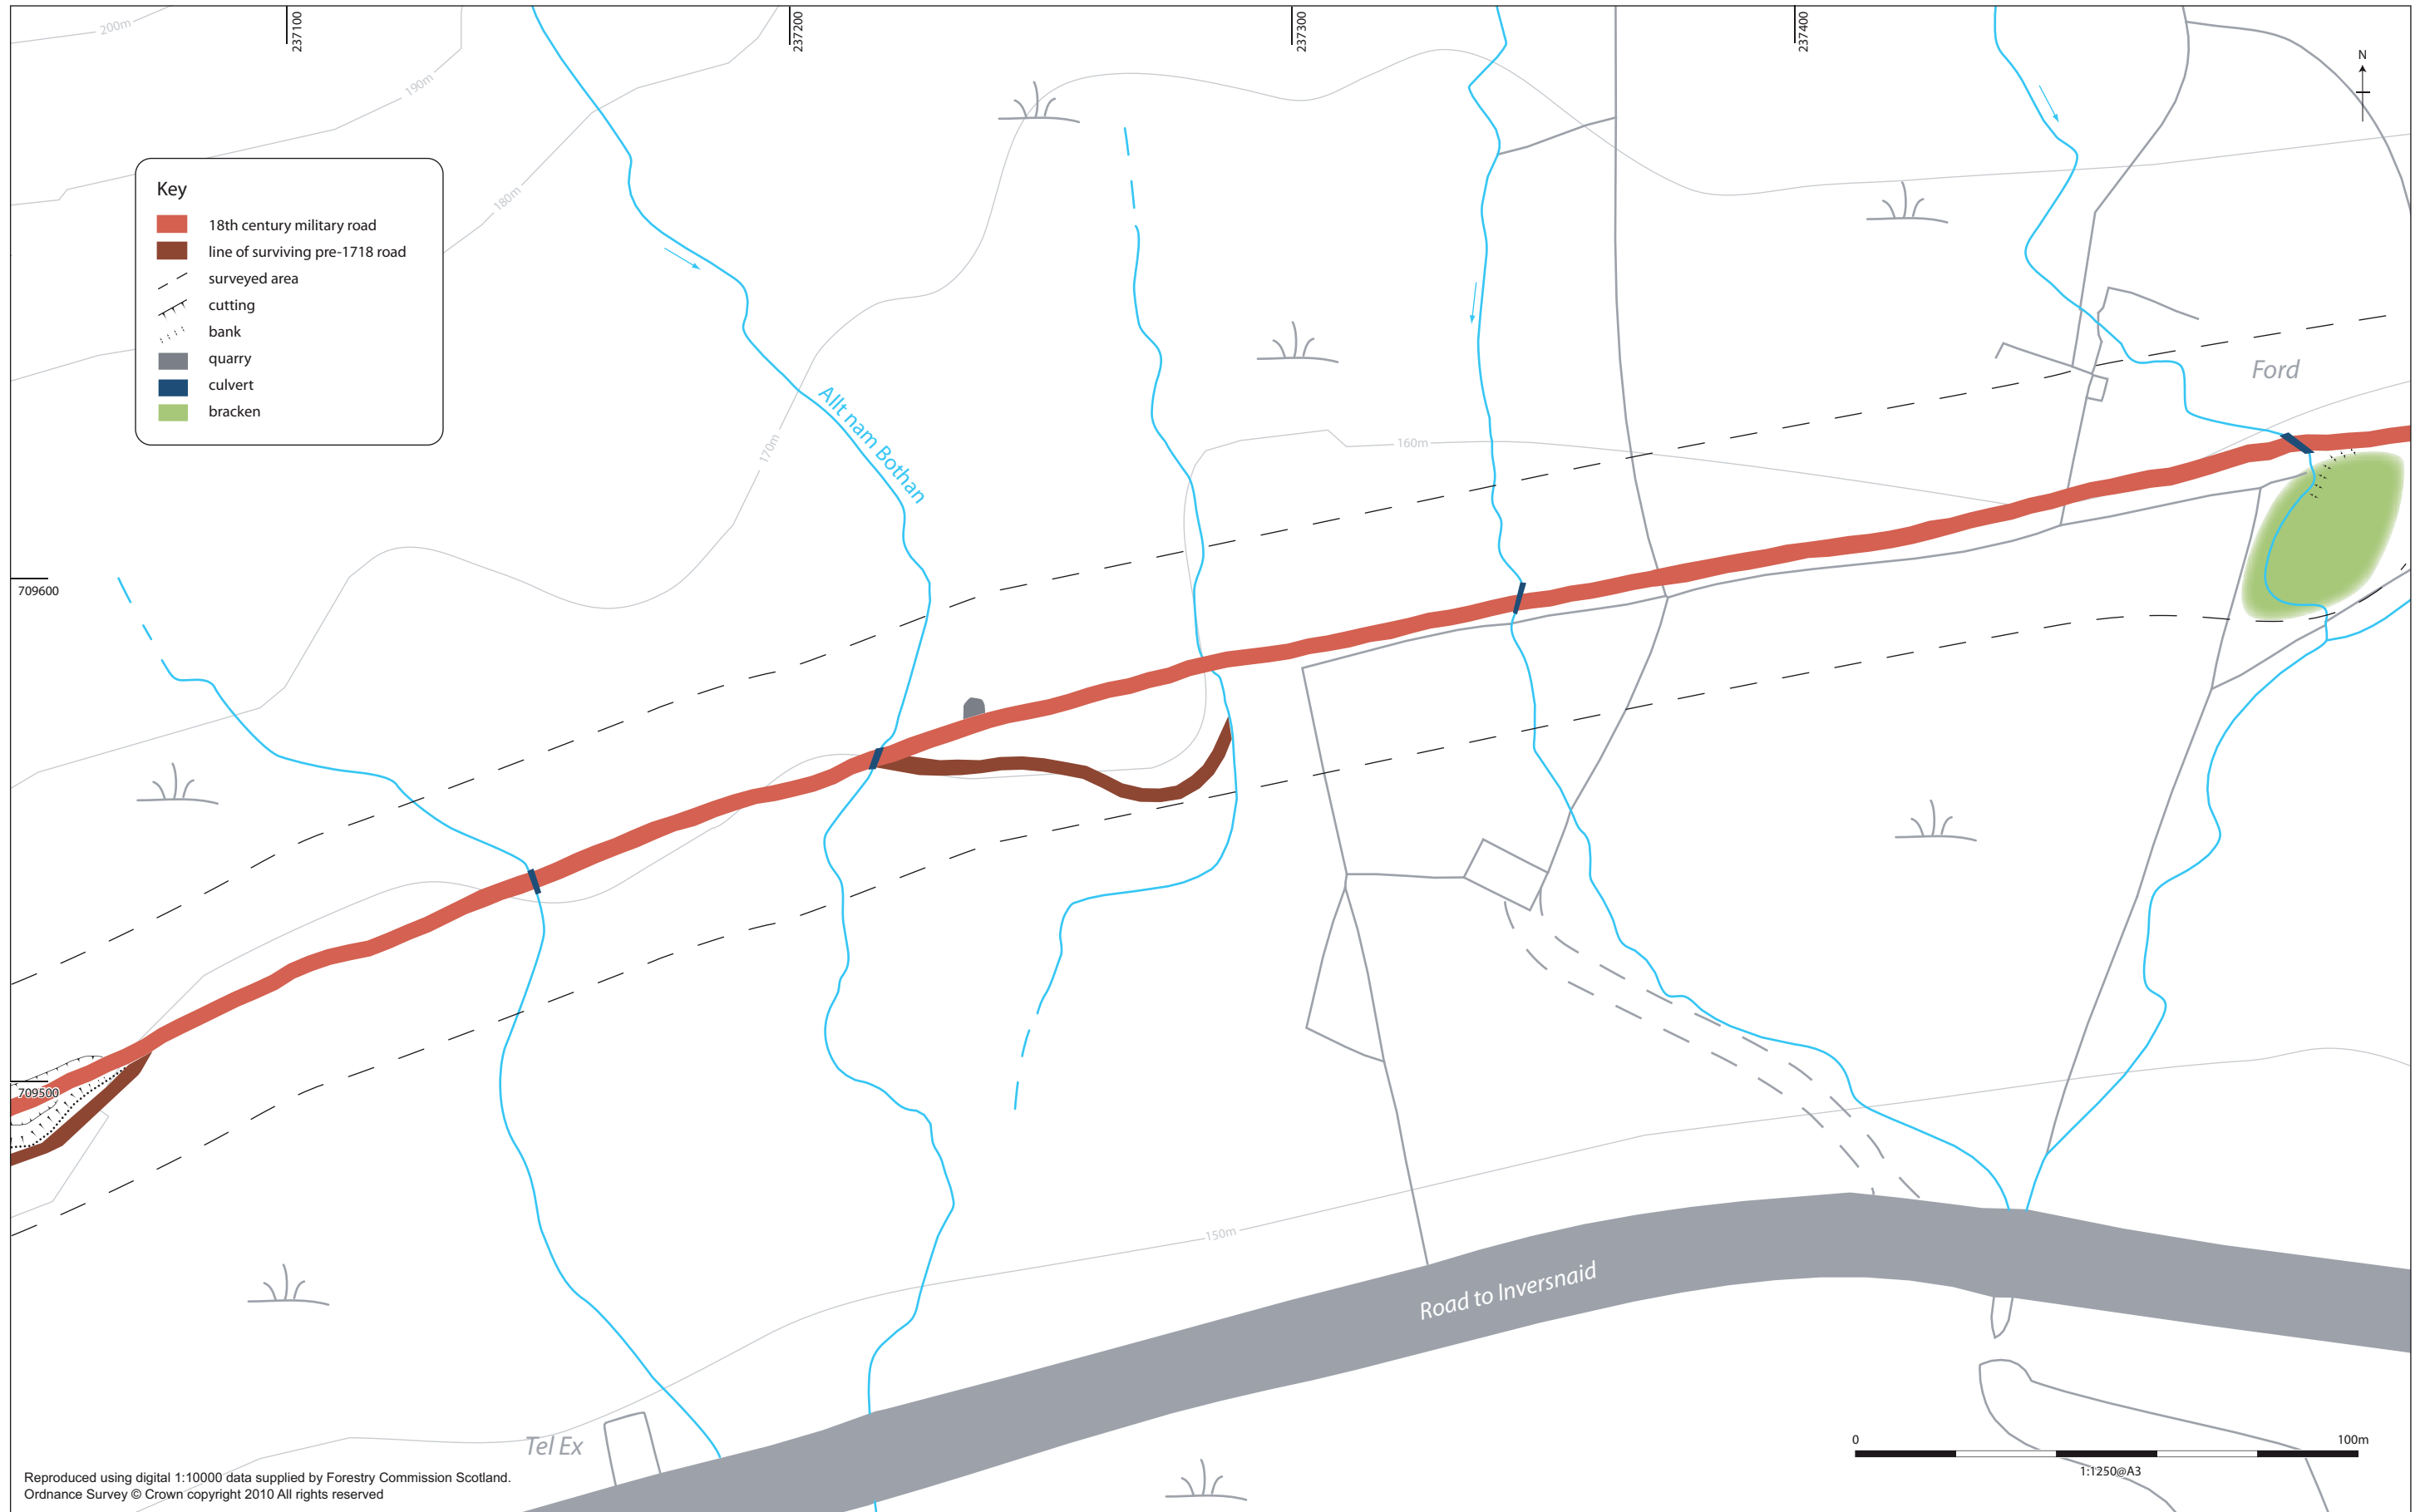 237100
237200
237300
237400
N
200m
190m
180m
170m
160m
150m
Key
18th century military road
line of surviving pre-1718 road
surveyed area
cutting
bank
quarry
culvert
bracken
Allt nam Bothan
Ford
709600
709500
Road to Inversnaid
Tel Ex
0 100m
1:1250@A3
Reproduced using digital 1:10000 data supplied by Forestry Commission Scotland.
Ordnance Survey © Crown copyright 2010 All rights reserved